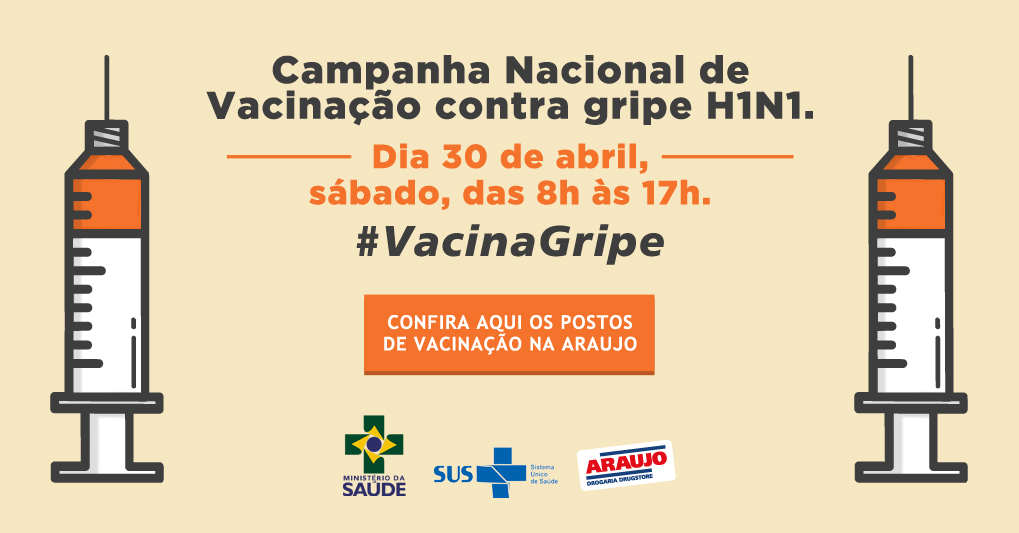 Campanha Nacional de
Vacinação contra gripe H1N1.
Dia 30 de abril,
sábado, das 8h às 17h.
#VacinaGripe
CONFIRA AQUI OS POSTOS
DE VACINAÇÃO NA ARAUJO
MINISTÉRIO DA
SAÚDE
SUS
Sistema
Único
de Saúde
ARAUJO
DROGARIA DRUGSTORE